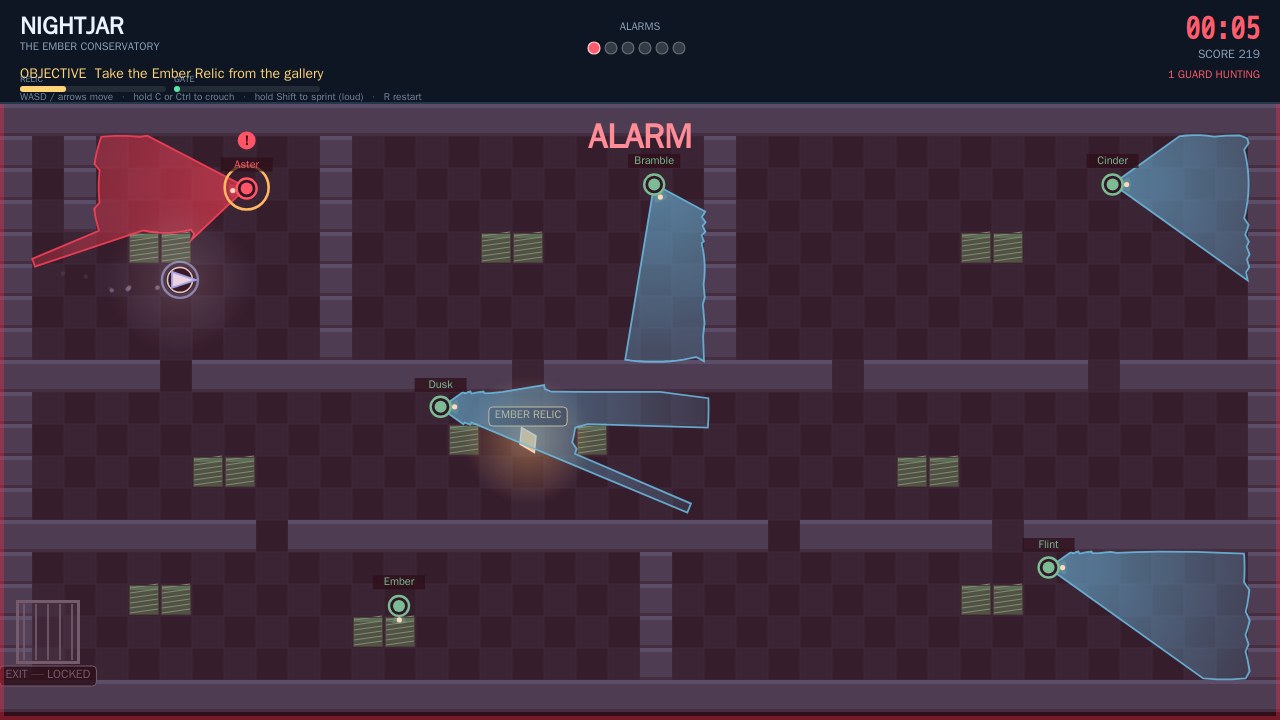 NIGHTJAR
THE EMBER CONSERVATORY
OBJECTIVE Take the Ember Relic from the gallery
RELIC
GATE
WASD / arrows move · hold C or Ctrl to crouch · hold Shift to sprint (loud) · R restart
ALARMS
00:05
SCORE 219
1 GUARD HUNTING
ALARM
!
Aster
Bramble
Cinder
Dusk
EMBER RELIC
Flint
Ember
EXIT — LOCKED